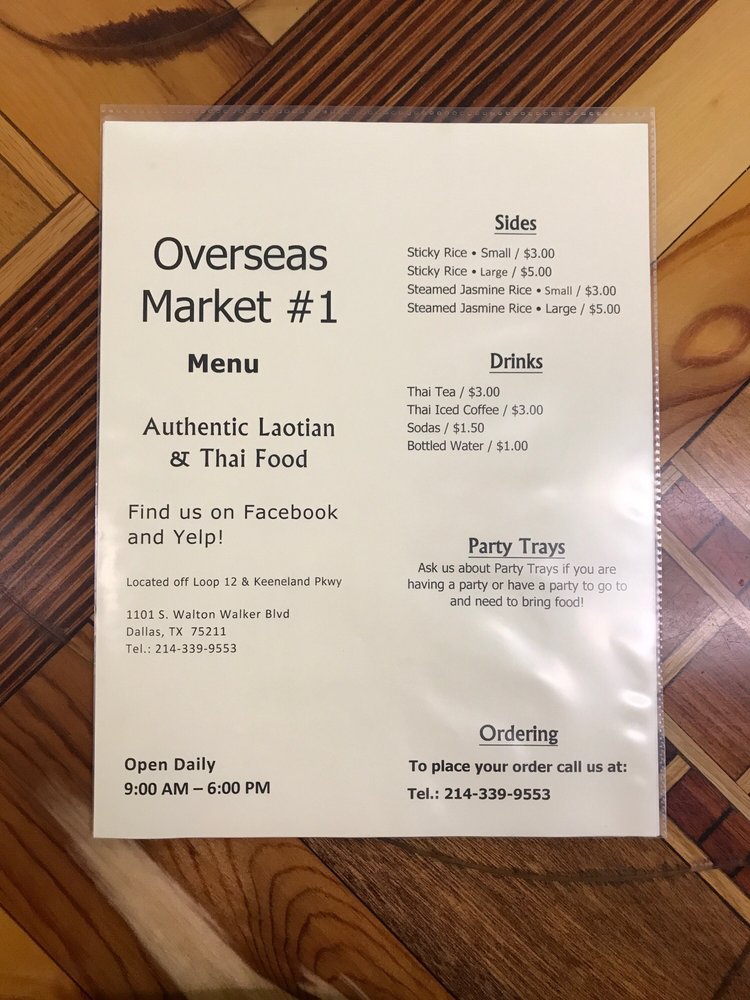 Overseas
Market #1
Menu
Authentic Laotian
& Thai Food
Find us on Facebook
and Yelp!
Located off Loop 12 & Keeneland Pkwy
1101 S. Walton Walker Blvd
Dallas, TX 75211
Tel.: 214-339-9553
Open Daily
9:00 AM – 6:00 PM
Sides
Sticky Rice • Small / $3.00
Sticky Rice • Large / $5.00
Steamed Jasmine Rice • Small / $3.00
Steamed Jasmine Rice • Large / $5.00
Drinks
Thai Tea / $3.00
Thai Iced Coffee / $3.00
Sodas / $1.50
Bottled Water / $1.00
Party Trays
Ask us about Party Trays if you are
having a party or have a party to go to
and need to bring food!
Ordering
To place your order call us at:
Tel.: 214-339-9553